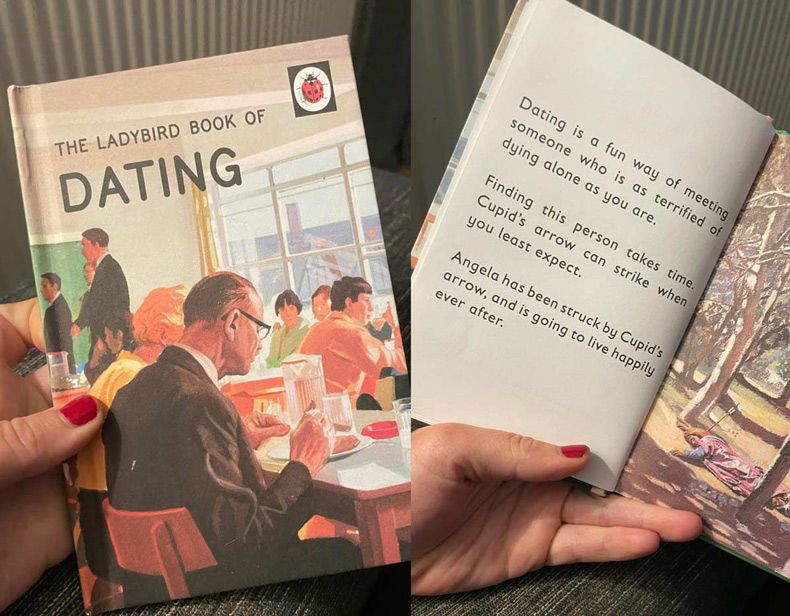 THE LADYBIRD BOOK OF
DATING
Dating is a fun way of meeting
someone who is as terrified of
dying alone as you are.
Finding this person takes time.
Cupid's arrow can strike when
you least expect.
Angela has been struck by Cupid's
arrow, and is going to live happily
ever after.